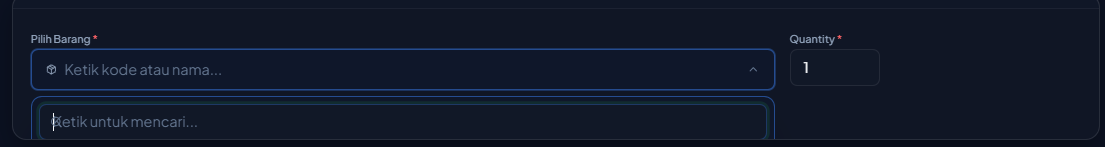 Pilih Barang *
Quantity *
Ketik kode atau nama...
1
Ketik untuk mencari...